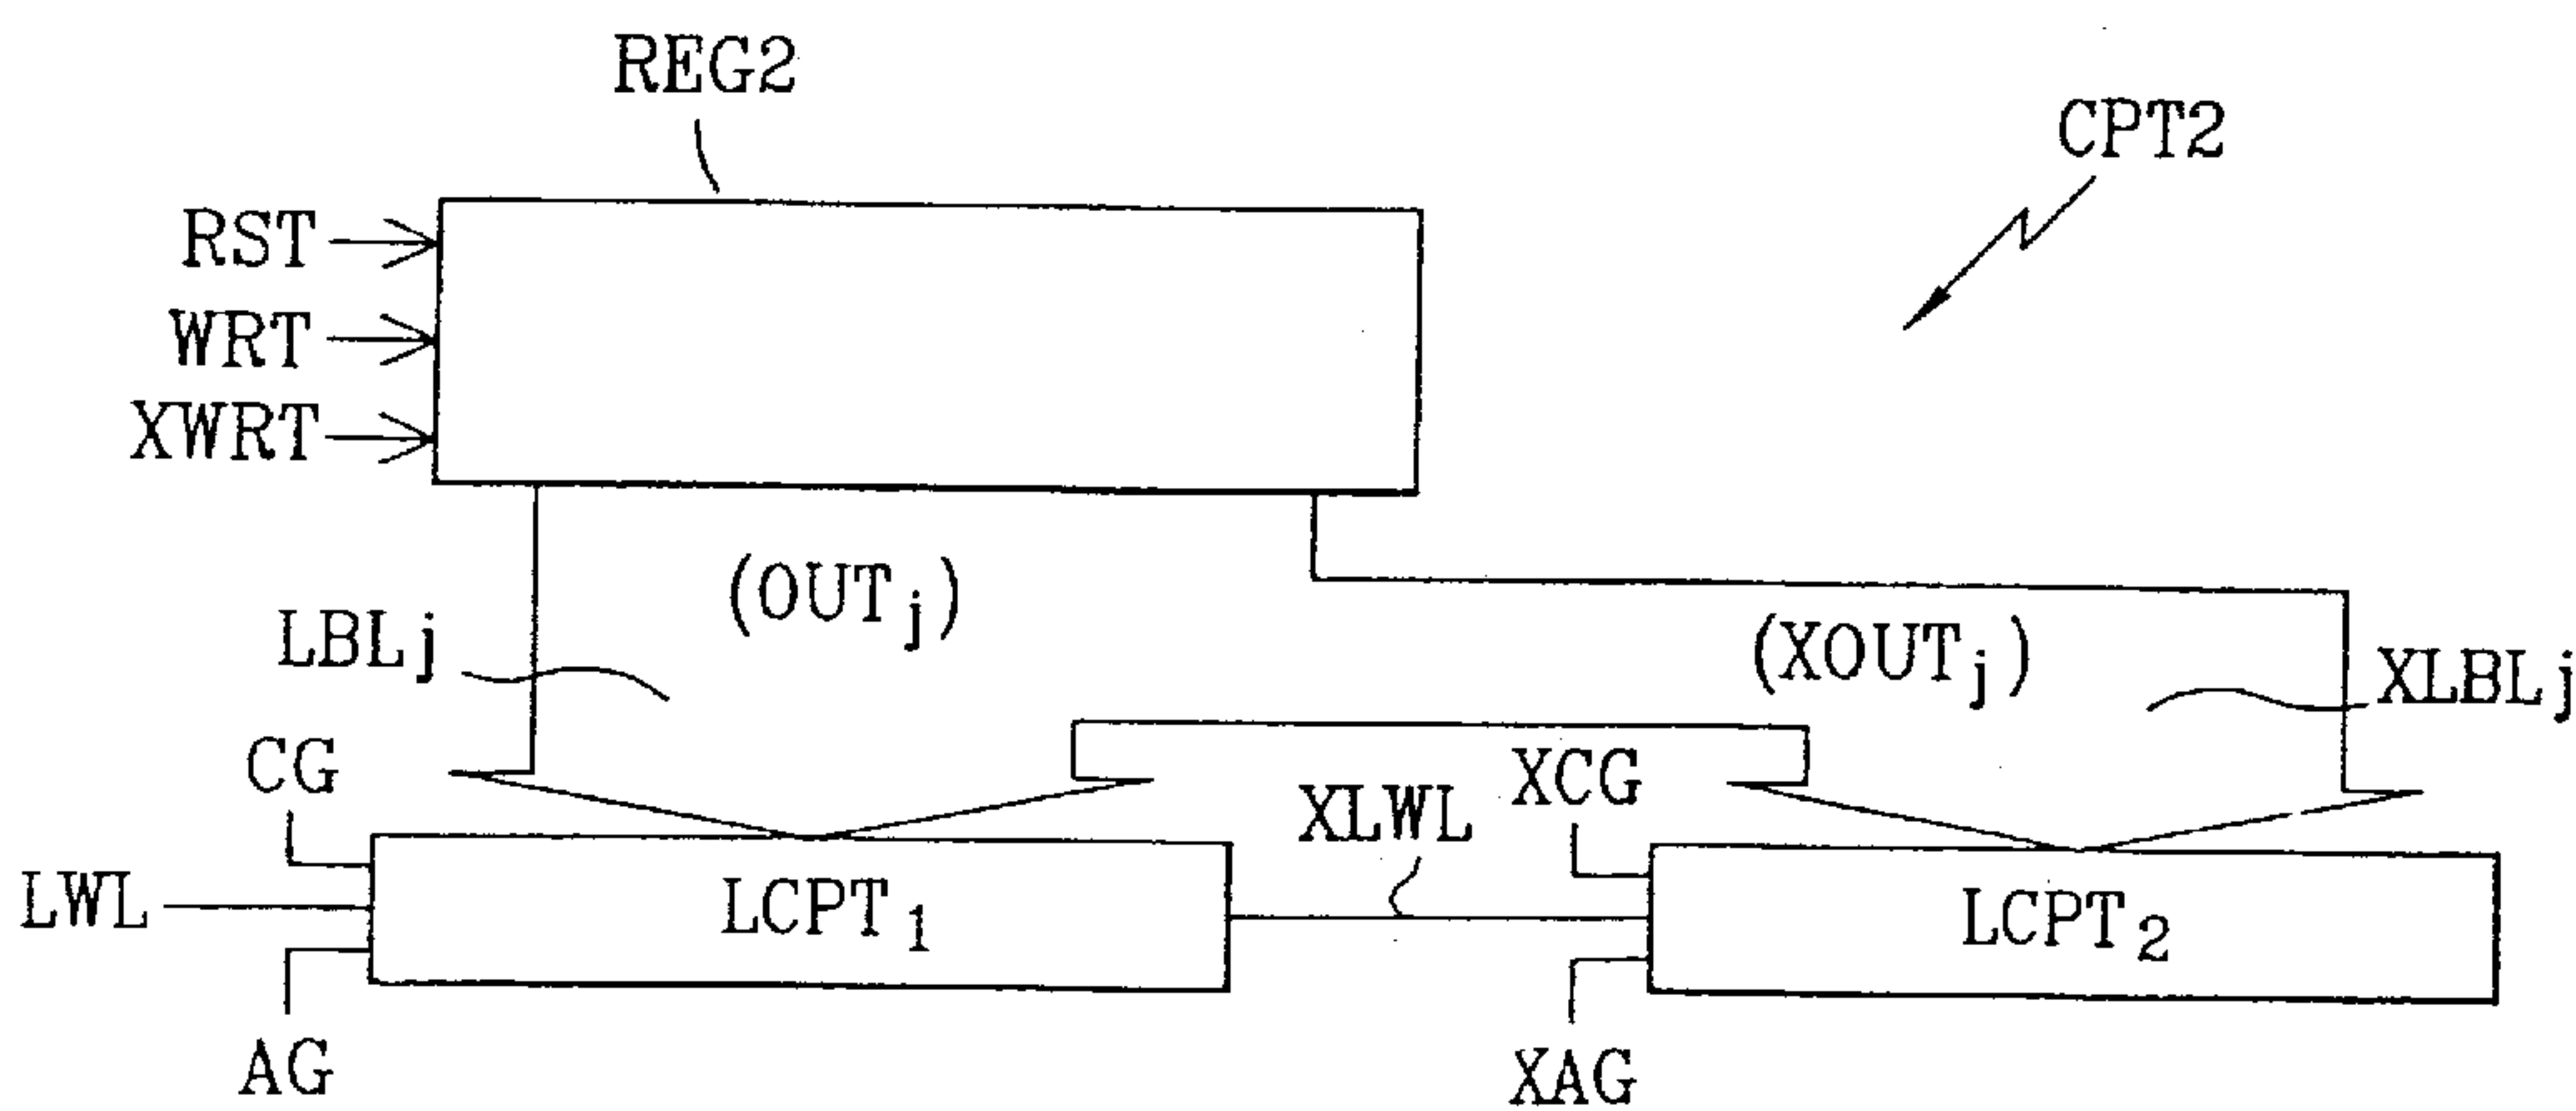 REG2
CPT2
RST
WRT
XWRT
(OUTj)
LBLj
(XOUTj)
XLBLj
CG
XCG
XLWL
LWL
LCPT1
LCPT2
AG
XAG